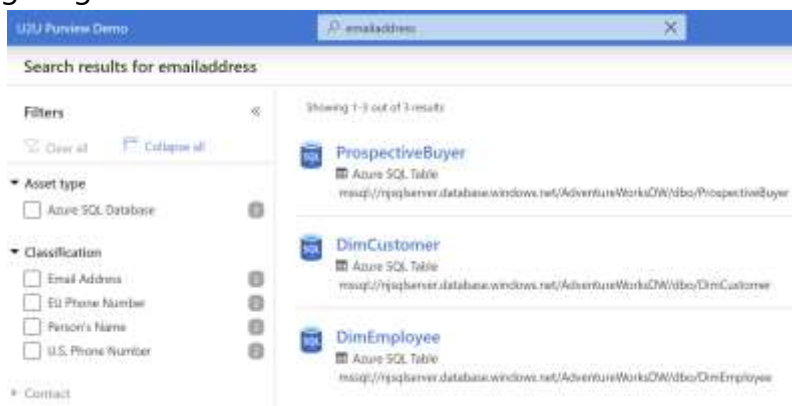 U2U Purview Demo
emailaddress
Search results for emailaddress
Filters
Clear all
Collapse all
Asset type
Azure SQL Database
Classification
Email Address
EU Phone Number
Person's Name
U.S. Phone Number
Contact
Showing 1-3 out of 3 results
ProspectiveBuyer
Azure SQL Table
mssql://njsqlserver.database.windows.net/AdventureWorksDW/dbo/ProspectiveBuyer
DimCustomer
Azure SQL Table
mssql://njsqlserver.database.windows.net/AdventureWorksDW/dbo/DimCustomer
DimEmployee
Azure SQL Table
mssql://njsqlserver.database.windows.net/AdventureWorksDW/dbo/DimEmployee